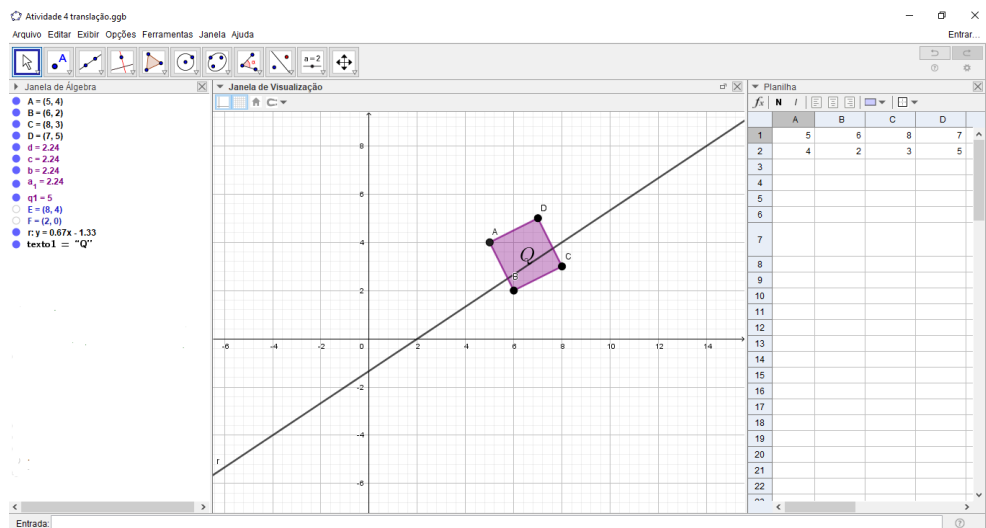 Atividade 4 translação.ggb
Arquivo Editar Exibir Opções Ferramentas Janela Ajuda Entrar...
A a=2
Janela de Álgebra
A = (5, 4)
B = (6, 2)
C = (8, 3)
D = (7, 5)
d = 2.24
c = 2.24
b = 2.24
a₁ = 2.24
q1 = 5
E = (8, 4)
F = (2, 0)
r: y = 0.67x - 1.33
texto1 = “Q”
Janela de Visualização
8
6
4
2
-2
-4
-6
-6 -4 -2 0 2 4 6 8 10 12 14
D
A
Q
C
B
r
Planilha
fx N I
A B C D
1 5 6 8 7
2 4 2 3 5
3
4
5
6
7
8
9
10
11
12
13
14
15
16
17
18
19
20
21
22
Entrada: